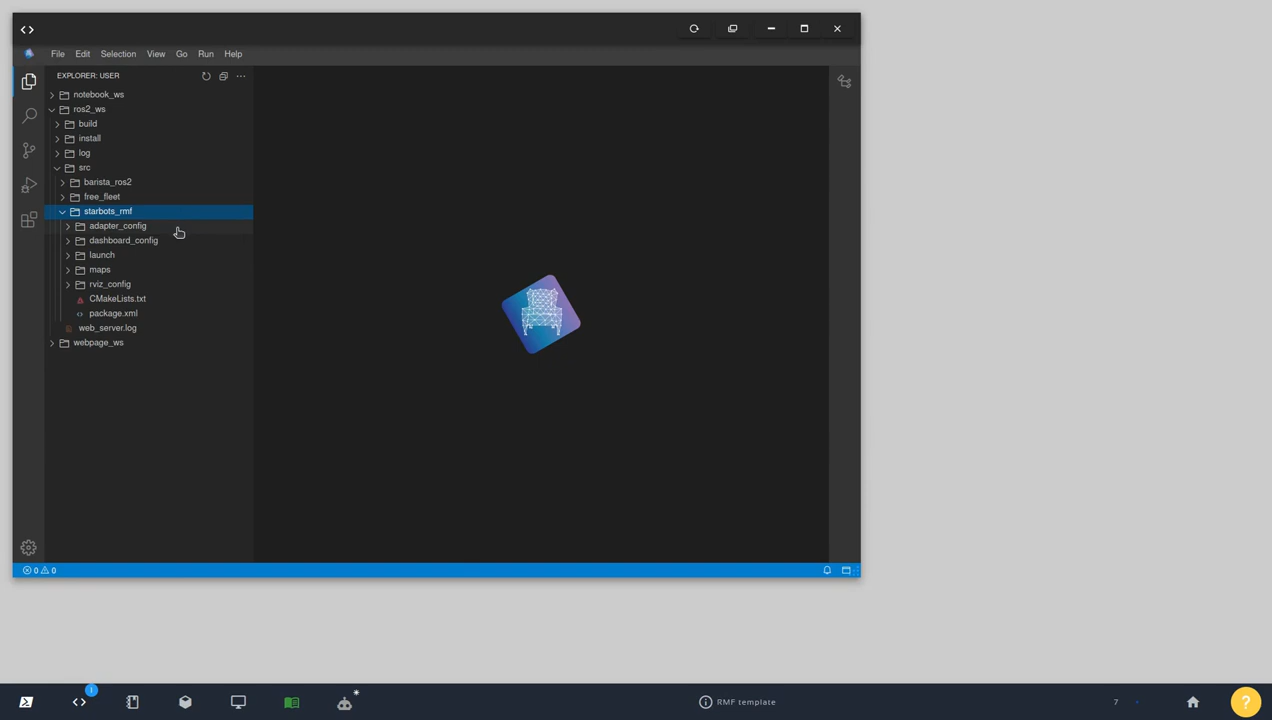 File Edit Selection View Go Run Help
EXPLORER: USER
notebook_ws
ros2_ws
build
install
log
src
barista_ros2
free_fleet
starbots_rmf
adapter_config
dashboard_config
launch
maps
rviz_config
CMakeLists.txt
package.xml
web_server.log
webpage_ws
0 0
1
RMF template
7
?